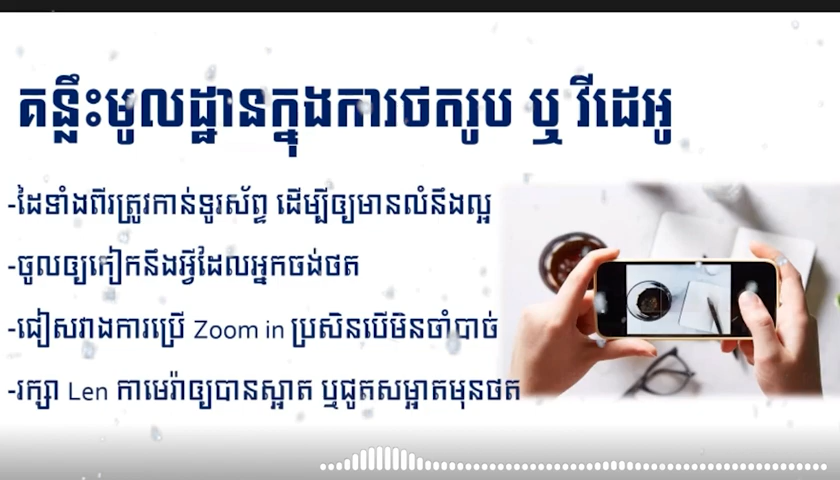 គន្លឹះមូលដ្ឋានក្នុងការថតរូប ឬ វីដេអូ
-ដៃទាំងពីរត្រូវកាន់ទូរស័ព្ទ ដើម្បីឲ្យមានលំនឹងល្អ
-ចូលឲ្យកៀកនឹងអ្វីដែលអ្នកចង់ថត
-ជៀសវាងការប្រើ Zoom in ប្រសិនបើមិនចាំបាច់
-រក្សា Len កាមេរ៉ាឲ្យបានស្អាត ឬជូតសម្អាតមុនថត